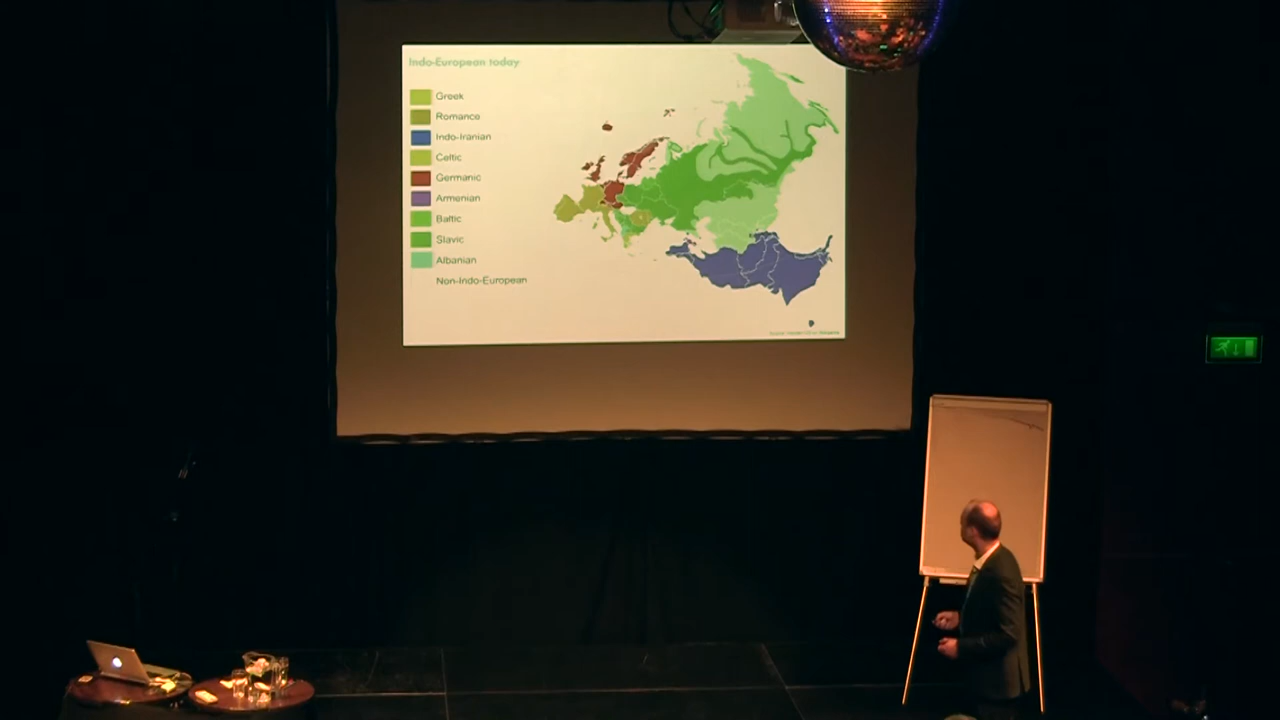 Indo-European today
Greek
Romance
Indo-Iranian
Celtic
Germanic
Armenian
Baltic
Slavic
Albanian
Non-Indo-European